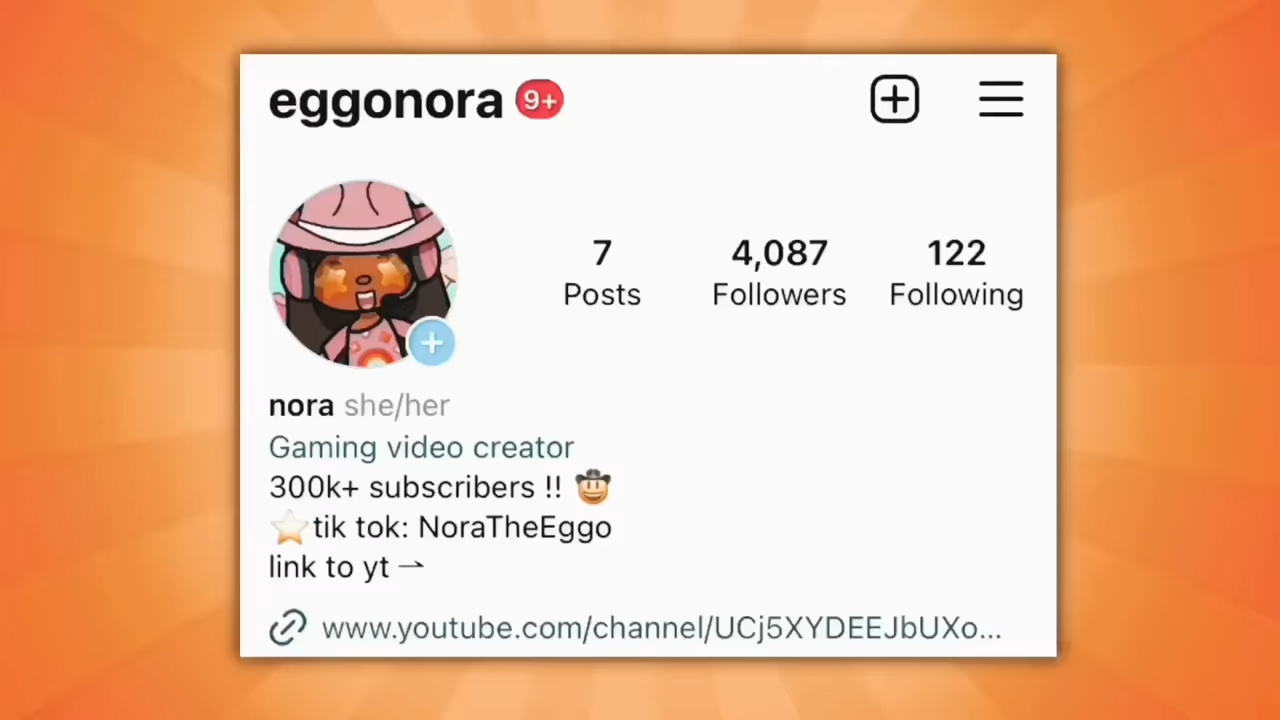 eggonora 9+
7 4,087 122
Posts Followers Following
nora she/her
Gaming video creator
300k+ subscribers !! 🤠
⭐tik tok: NoraTheEggo
link to yt ⇀
www.youtube.com/channel/UCj5XYDEEJbUXo...